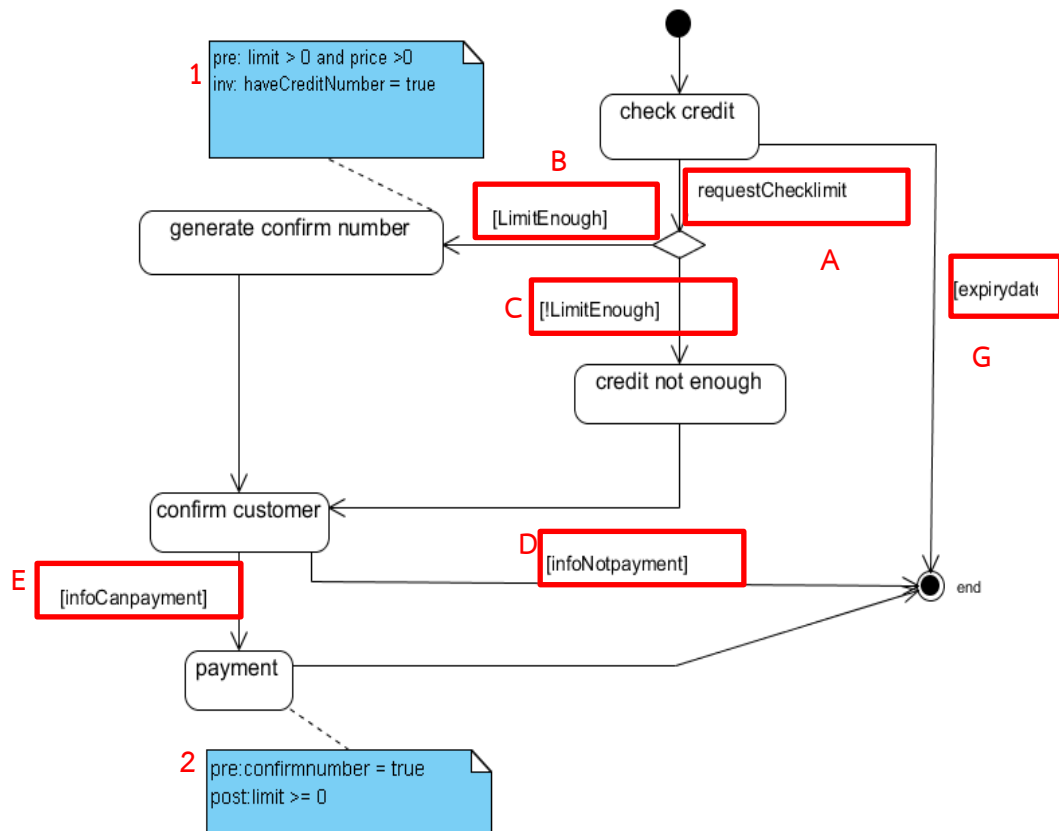 1
pre: limit > 0 and price >0
inv: haveCreditNumber = true
check credit
B
requestChecklimit
generate confirm number
[LimitEnough]
A
[expirydate
C
[!LimitEnough]
G
credit not enough
confirm customer
D
[infoNotpayment]
E
[infoCanpayment]
end
payment
2
pre:confirmnumber = true
post:limit >= 0